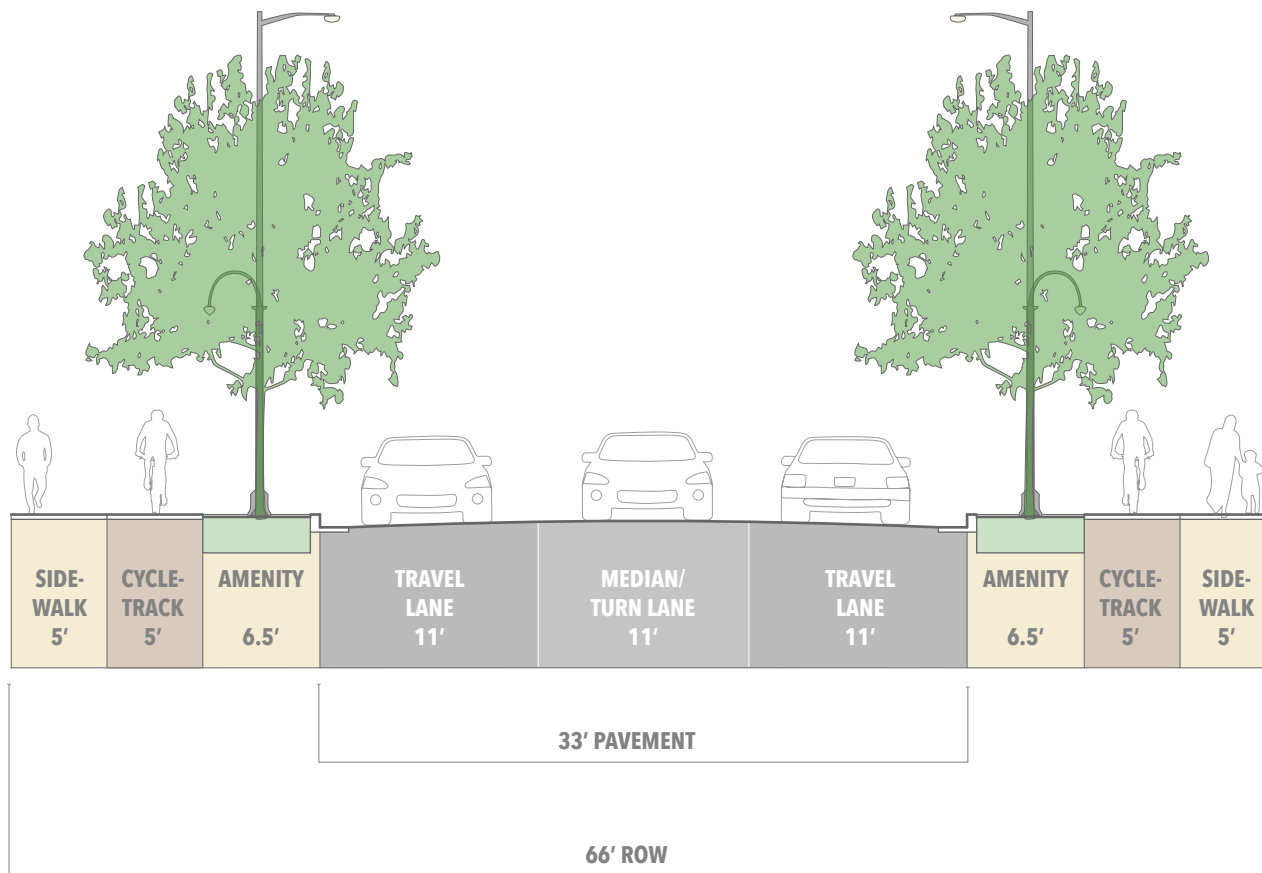 SIDE-
WALK
5′
CYCLE-
TRACK
5′
AMENITY
6.5′
TRAVEL
LANE
11′
MEDIAN/
TURN LANE
11′
TRAVEL
LANE
11′
AMENITY
6.5′
CYCLE-
TRACK
5′
SIDE-
WALK
5′
33′ PAVEMENT
66′ ROW